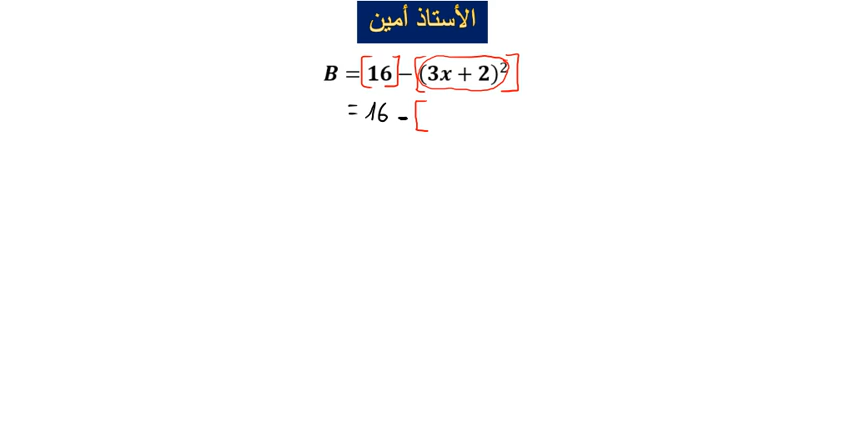 الأستاذ أمين
B = [16] − [(3x + 2)²]
= 16 - [